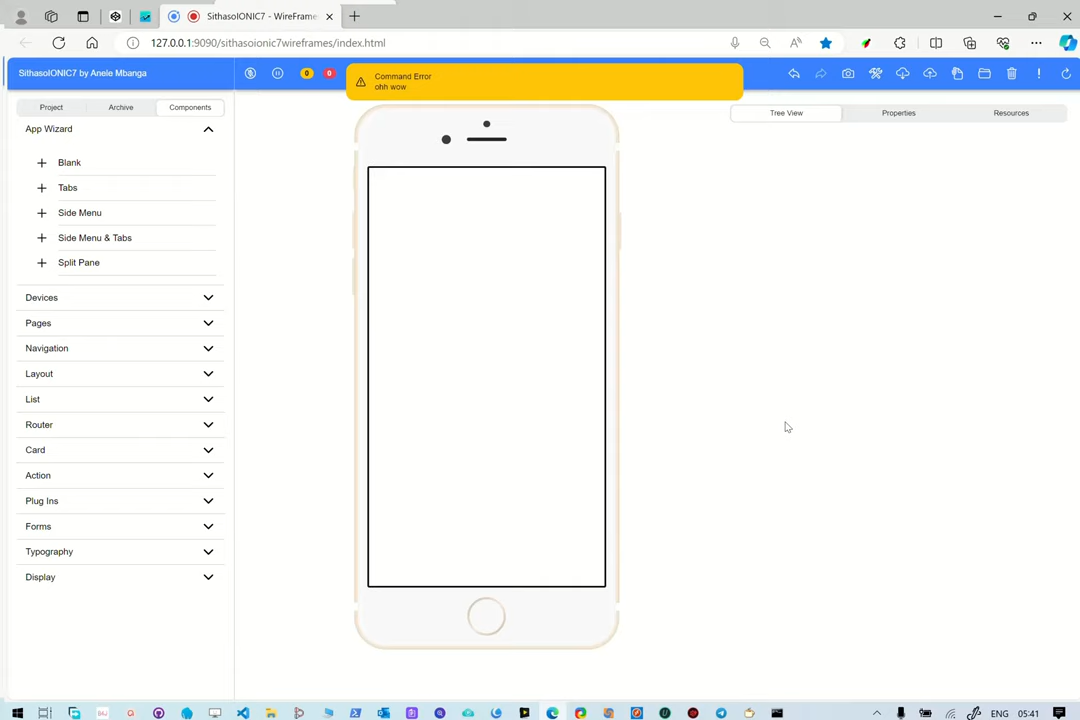 SithasoIONIC7 - WireFrame
127.0.0.1:9090/sithasoionic7wireframes/index.html
SithasoIONIC7 by Anele Mbanga
0
0
Command Error
ohh wow
Project
Archive
Components
Tree View
Properties
Resources
App Wizard
Blank
Tabs
Side Menu
Side Menu & Tabs
Split Pane
Devices
Pages
Navigation
Layout
List
Router
Card
Action
Plug Ins
Forms
Typography
Display
ENG
05:41